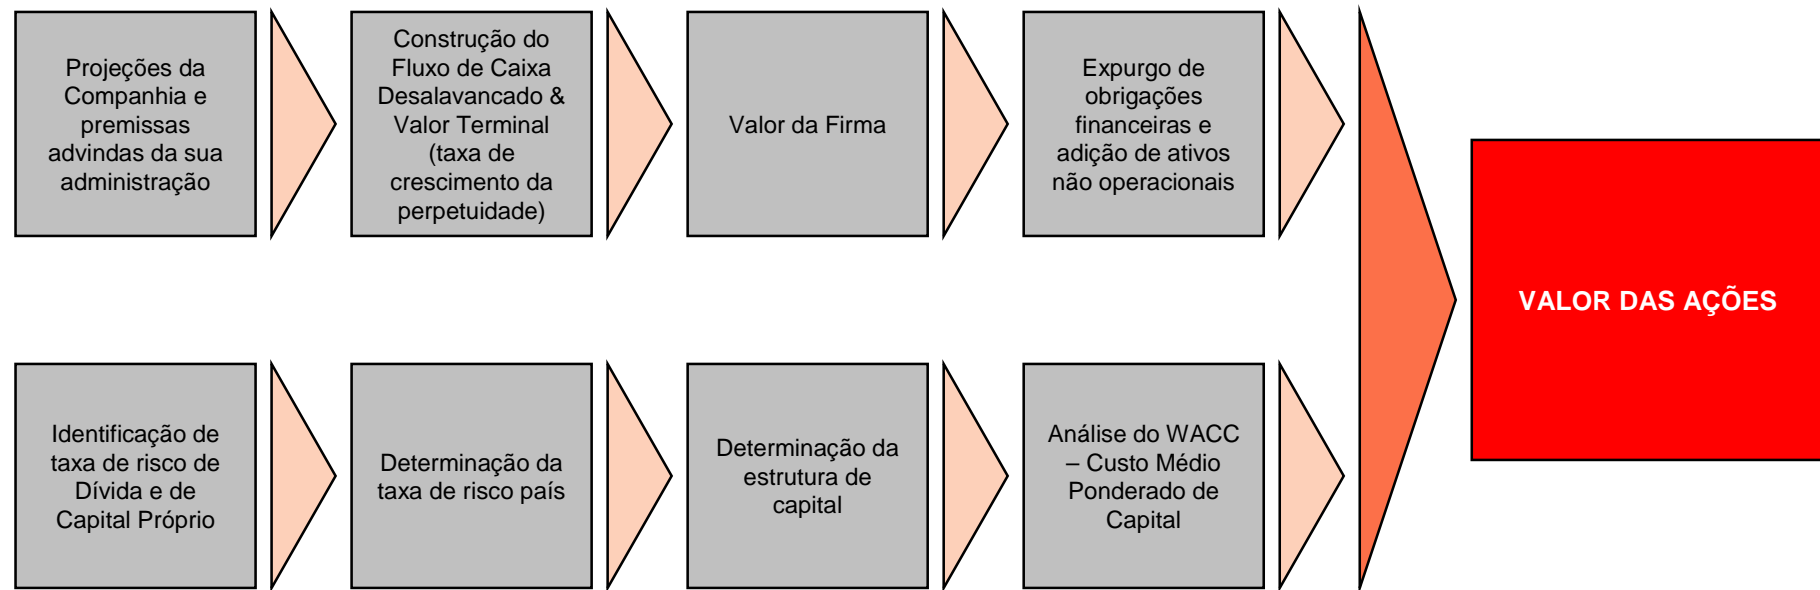 Projeções da
Companhia e
premissas
advindas da sua
administração
Construção do
Fluxo de Caixa
Desalavancado &
Valor Terminal
(taxa de
crescimento da
perpetuidade)
Valor da Firma
Expurgo de
obrigações
financeiras e
adição de ativos
não operacionais
VALOR DAS AÇÕES
Identificação de
taxa de risco de
Dívida e de
Capital Próprio
Determinação da
taxa de risco país
Determinação da
estrutura de
capital
Análise do WACC
– Custo Médio
Ponderado de
Capital